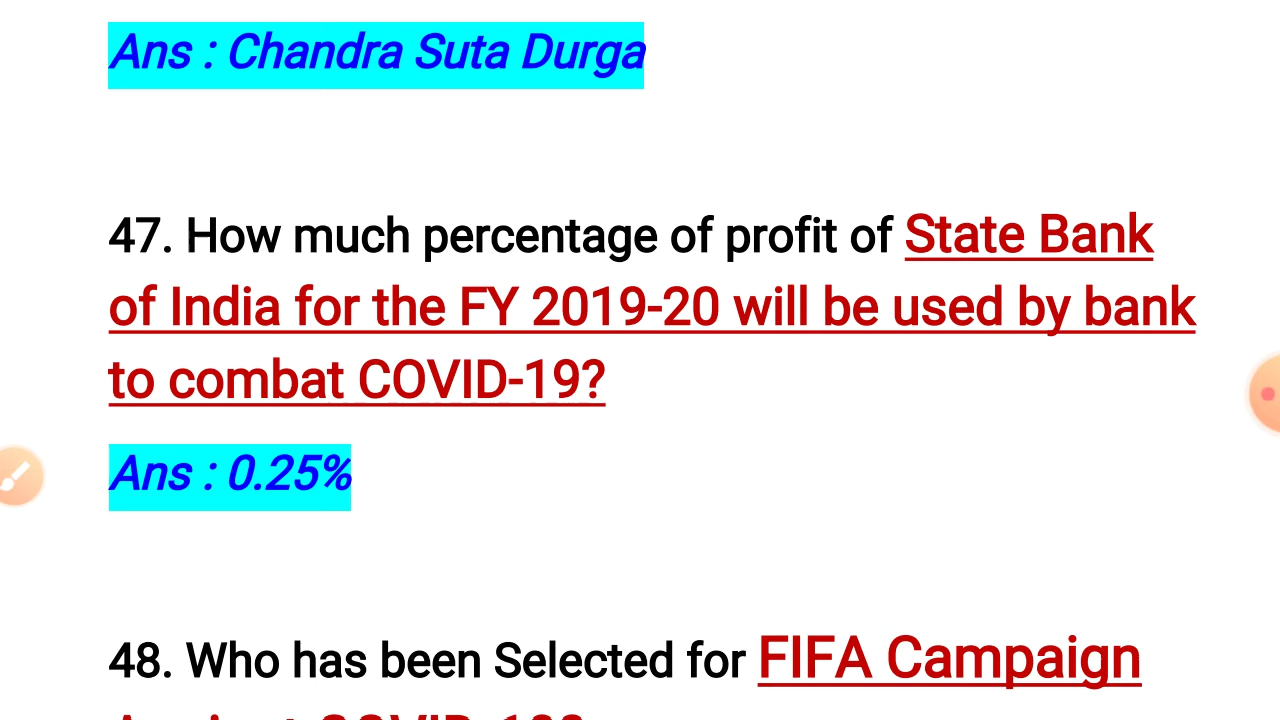 Ans : Chandra Suta Durga
47. How much percentage of profit of State Bank
of India for the FY 2019-20 will be used by bank
to combat COVID-19?
Ans : 0.25%
48. Who has been Selected for FIFA Campaign